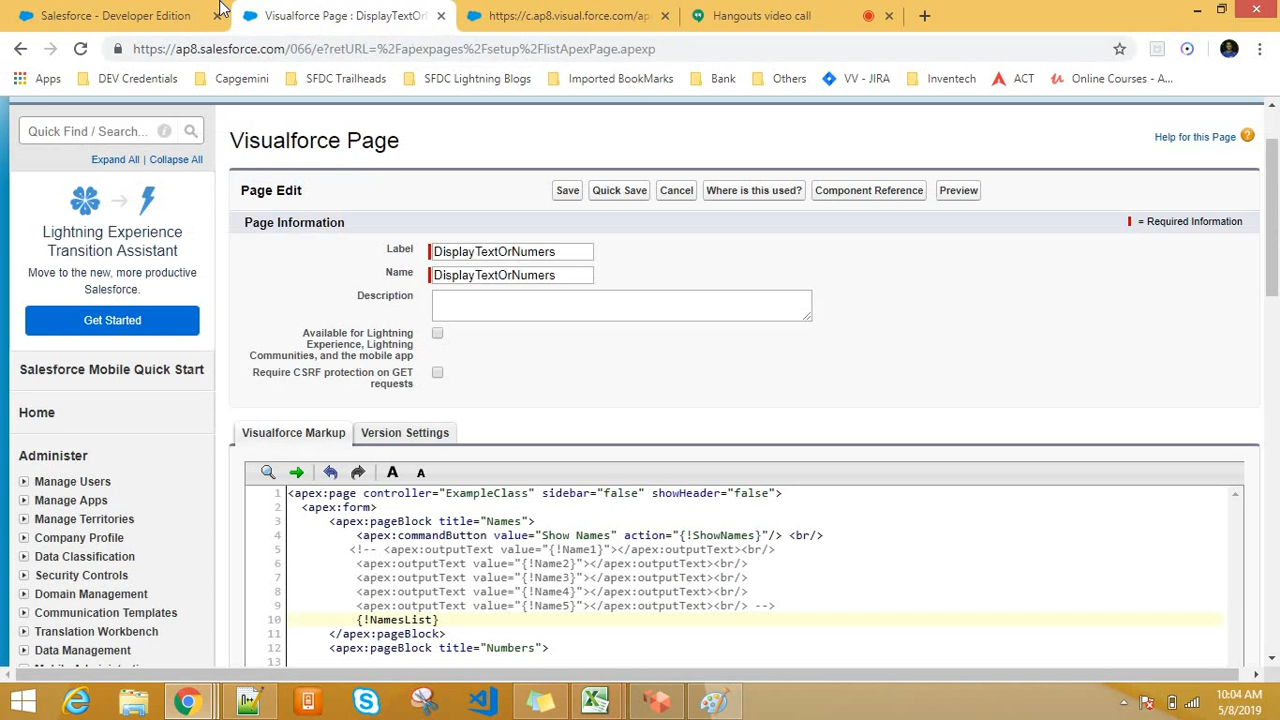 Salesforce - Developer Edition
Visualforce Page : DisplayTextOr
https://c.ap8.visual.force.com/ap
Hangouts video call
https://ap8.salesforce.com/066/e?retURL=%2Fapexpages%2Fsetup%2FlistApexPage.apexp
Apps DEV Credentials Capgemini SFDC Trailheads SFDC Lightning Blogs Imported BookMarks Bank Others VV - JIRA Inventech ACT Online Courses - A...
Quick Find / Search...
Expand All | Collapse All
Lightning Experience
Transition Assistant
Move to the new, more productive
Salesforce.
Get Started
Salesforce Mobile Quick Start
Home
Administer
Manage Users
Manage Apps
Manage Territories
Company Profile
Data Classification
Security Controls
Domain Management
Communication Templates
Translation Workbench
Data Management
Visualforce Page
Help for this Page
Page Edit
Save Quick Save Cancel Where is this used? Component Reference Preview
Page Information
= Required Information
Label DisplayTextOrNumers
Name DisplayTextOrNumers
Description
Available for Lightning
Experience, Lightning
Communities, and the mobile app
Require CSRF protection on GET
requests
Visualforce Markup Version Settings
A A
1 <apex:page controller="ExampleClass" sidebar="false" showHeader="false">
2 <apex:form>
3 <apex:pageBlock title="Names">
4 <apex:commandButton value="Show Names" action="{!ShowNames}"/> <br/>
5 <!-- <apex:outputText value="{!Name1}"></apex:outputText><br/>
6 <apex:outputText value="{!Name2}"></apex:outputText><br/>
7 <apex:outputText value="{!Name3}"></apex:outputText><br/>
8 <apex:outputText value="{!Name4}"></apex:outputText><br/>
9 <apex:outputText value="{!Name5}"></apex:outputText><br/> -->
10 {!NamesList}
11 </apex:pageBlock>
12 <apex:pageBlock title="Numbers">
13
10:04 AM
5/8/2019